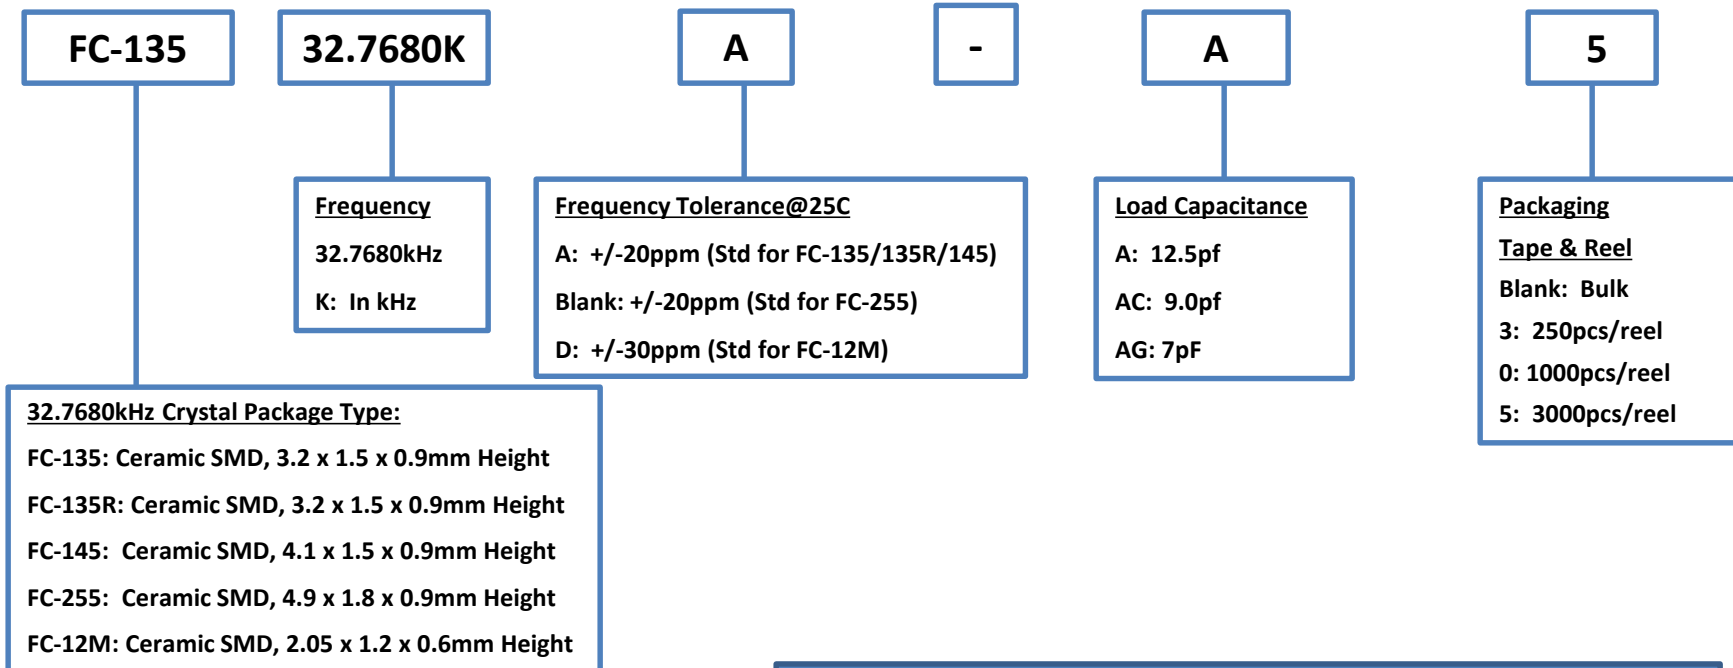 FC-135 32.7680K A - A 5
Frequency
32.7680kHz
K: In kHz
Frequency Tolerance@25C
A: +/-20ppm (Std for FC-135/135R/145)
Blank: +/-20ppm (Std for FC-255)
D: +/-30ppm (Std for FC-12M)
Load Capacitance
A: 12.5pf
AC: 9.0pf
AG: 7pF
Packaging
Tape & Reel
Blank: Bulk
3: 250pcs/reel
0: 1000pcs/reel
5: 3000pcs/reel
32.7680kHz Crystal Package Type:
FC-135: Ceramic SMD, 3.2 x 1.5 x 0.9mm Height
FC-135R: Ceramic SMD, 3.2 x 1.5 x 0.9mm Height
FC-145: Ceramic SMD, 4.1 x 1.5 x 0.9mm Height
FC-255: Ceramic SMD, 4.9 x 1.8 x 0.9mm Height
FC-12M: Ceramic SMD, 2.05 x 1.2 x 0.6mm Height